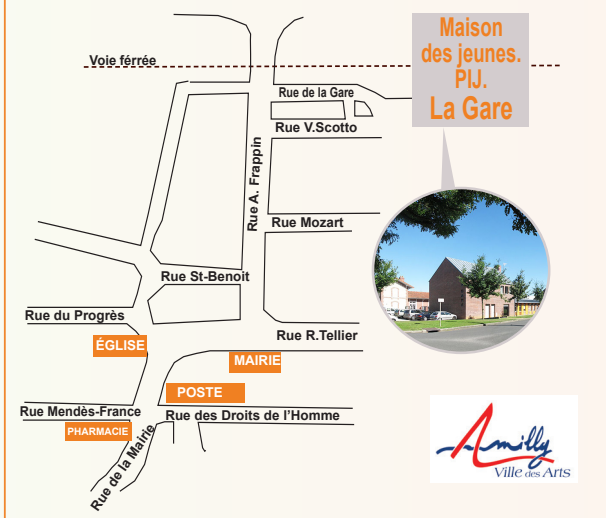 Maison
des jeunes.
PIJ.
La Gare
Voie férrée
Rue de la Gare
Rue V.Scotto
Rue A. Frappin
Rue Mozart
Rue St-Benoit
Rue du Progrès
Rue R.Tellier
ÉGLISE
MAIRIE
POSTE
Rue Mendès-France
Rue des Droits de l'Homme
PHARMACIE
Rue de la Mairie
Amilly
Ville des Arts